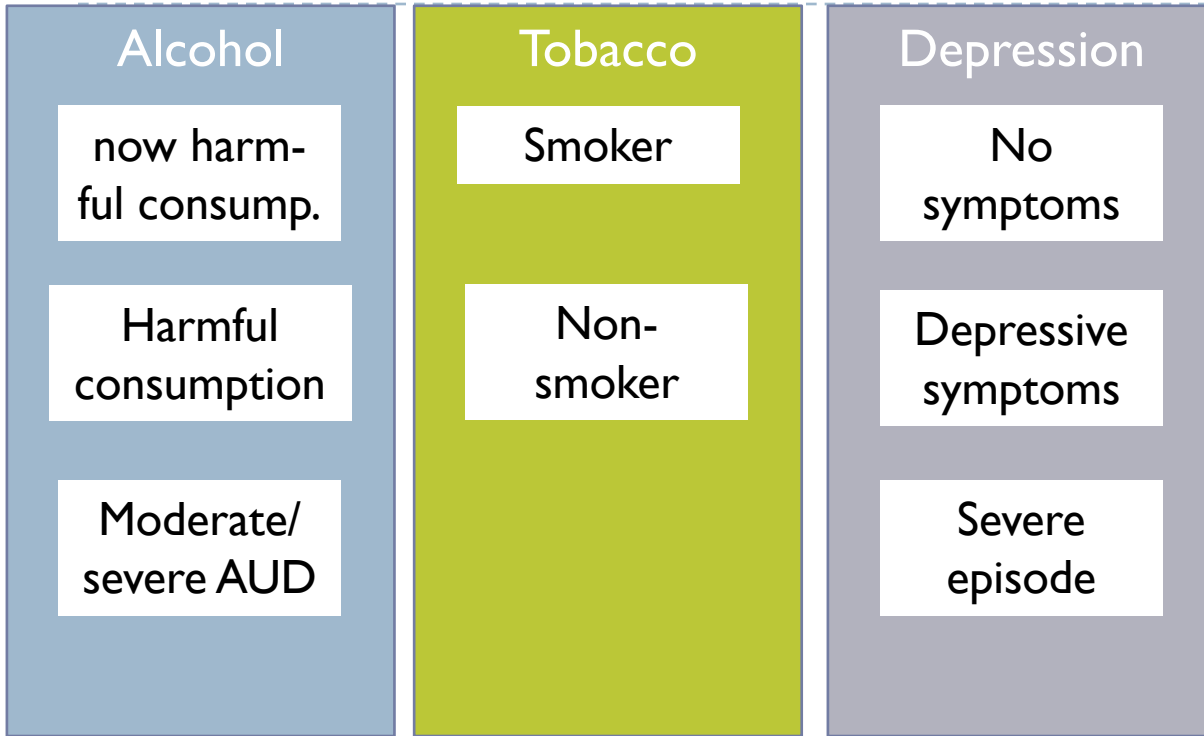 Alcohol
now harm-
ful consump.
Harmful
consumption
Moderate/
severe AUD
Tobacco
Smoker
Non-
smoker
Depression
No
symptoms
Depressive
symptoms
Severe
episode